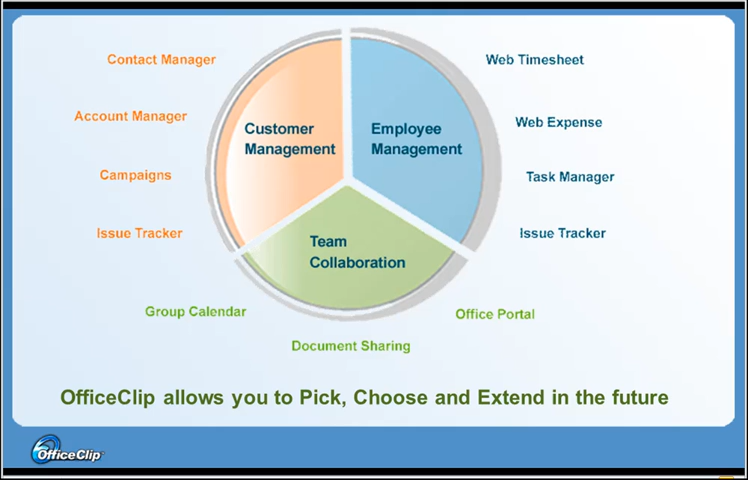 Contact Manager
Account Manager
Campaigns
Issue Tracker
Customer
Management
Employee
Management
Team
Collaboration
Web Timesheet
Web Expense
Task Manager
Issue Tracker
Group Calendar
Document Sharing
Office Portal
OfficeClip allows you to Pick, Choose and Extend in the future
OfficeClip